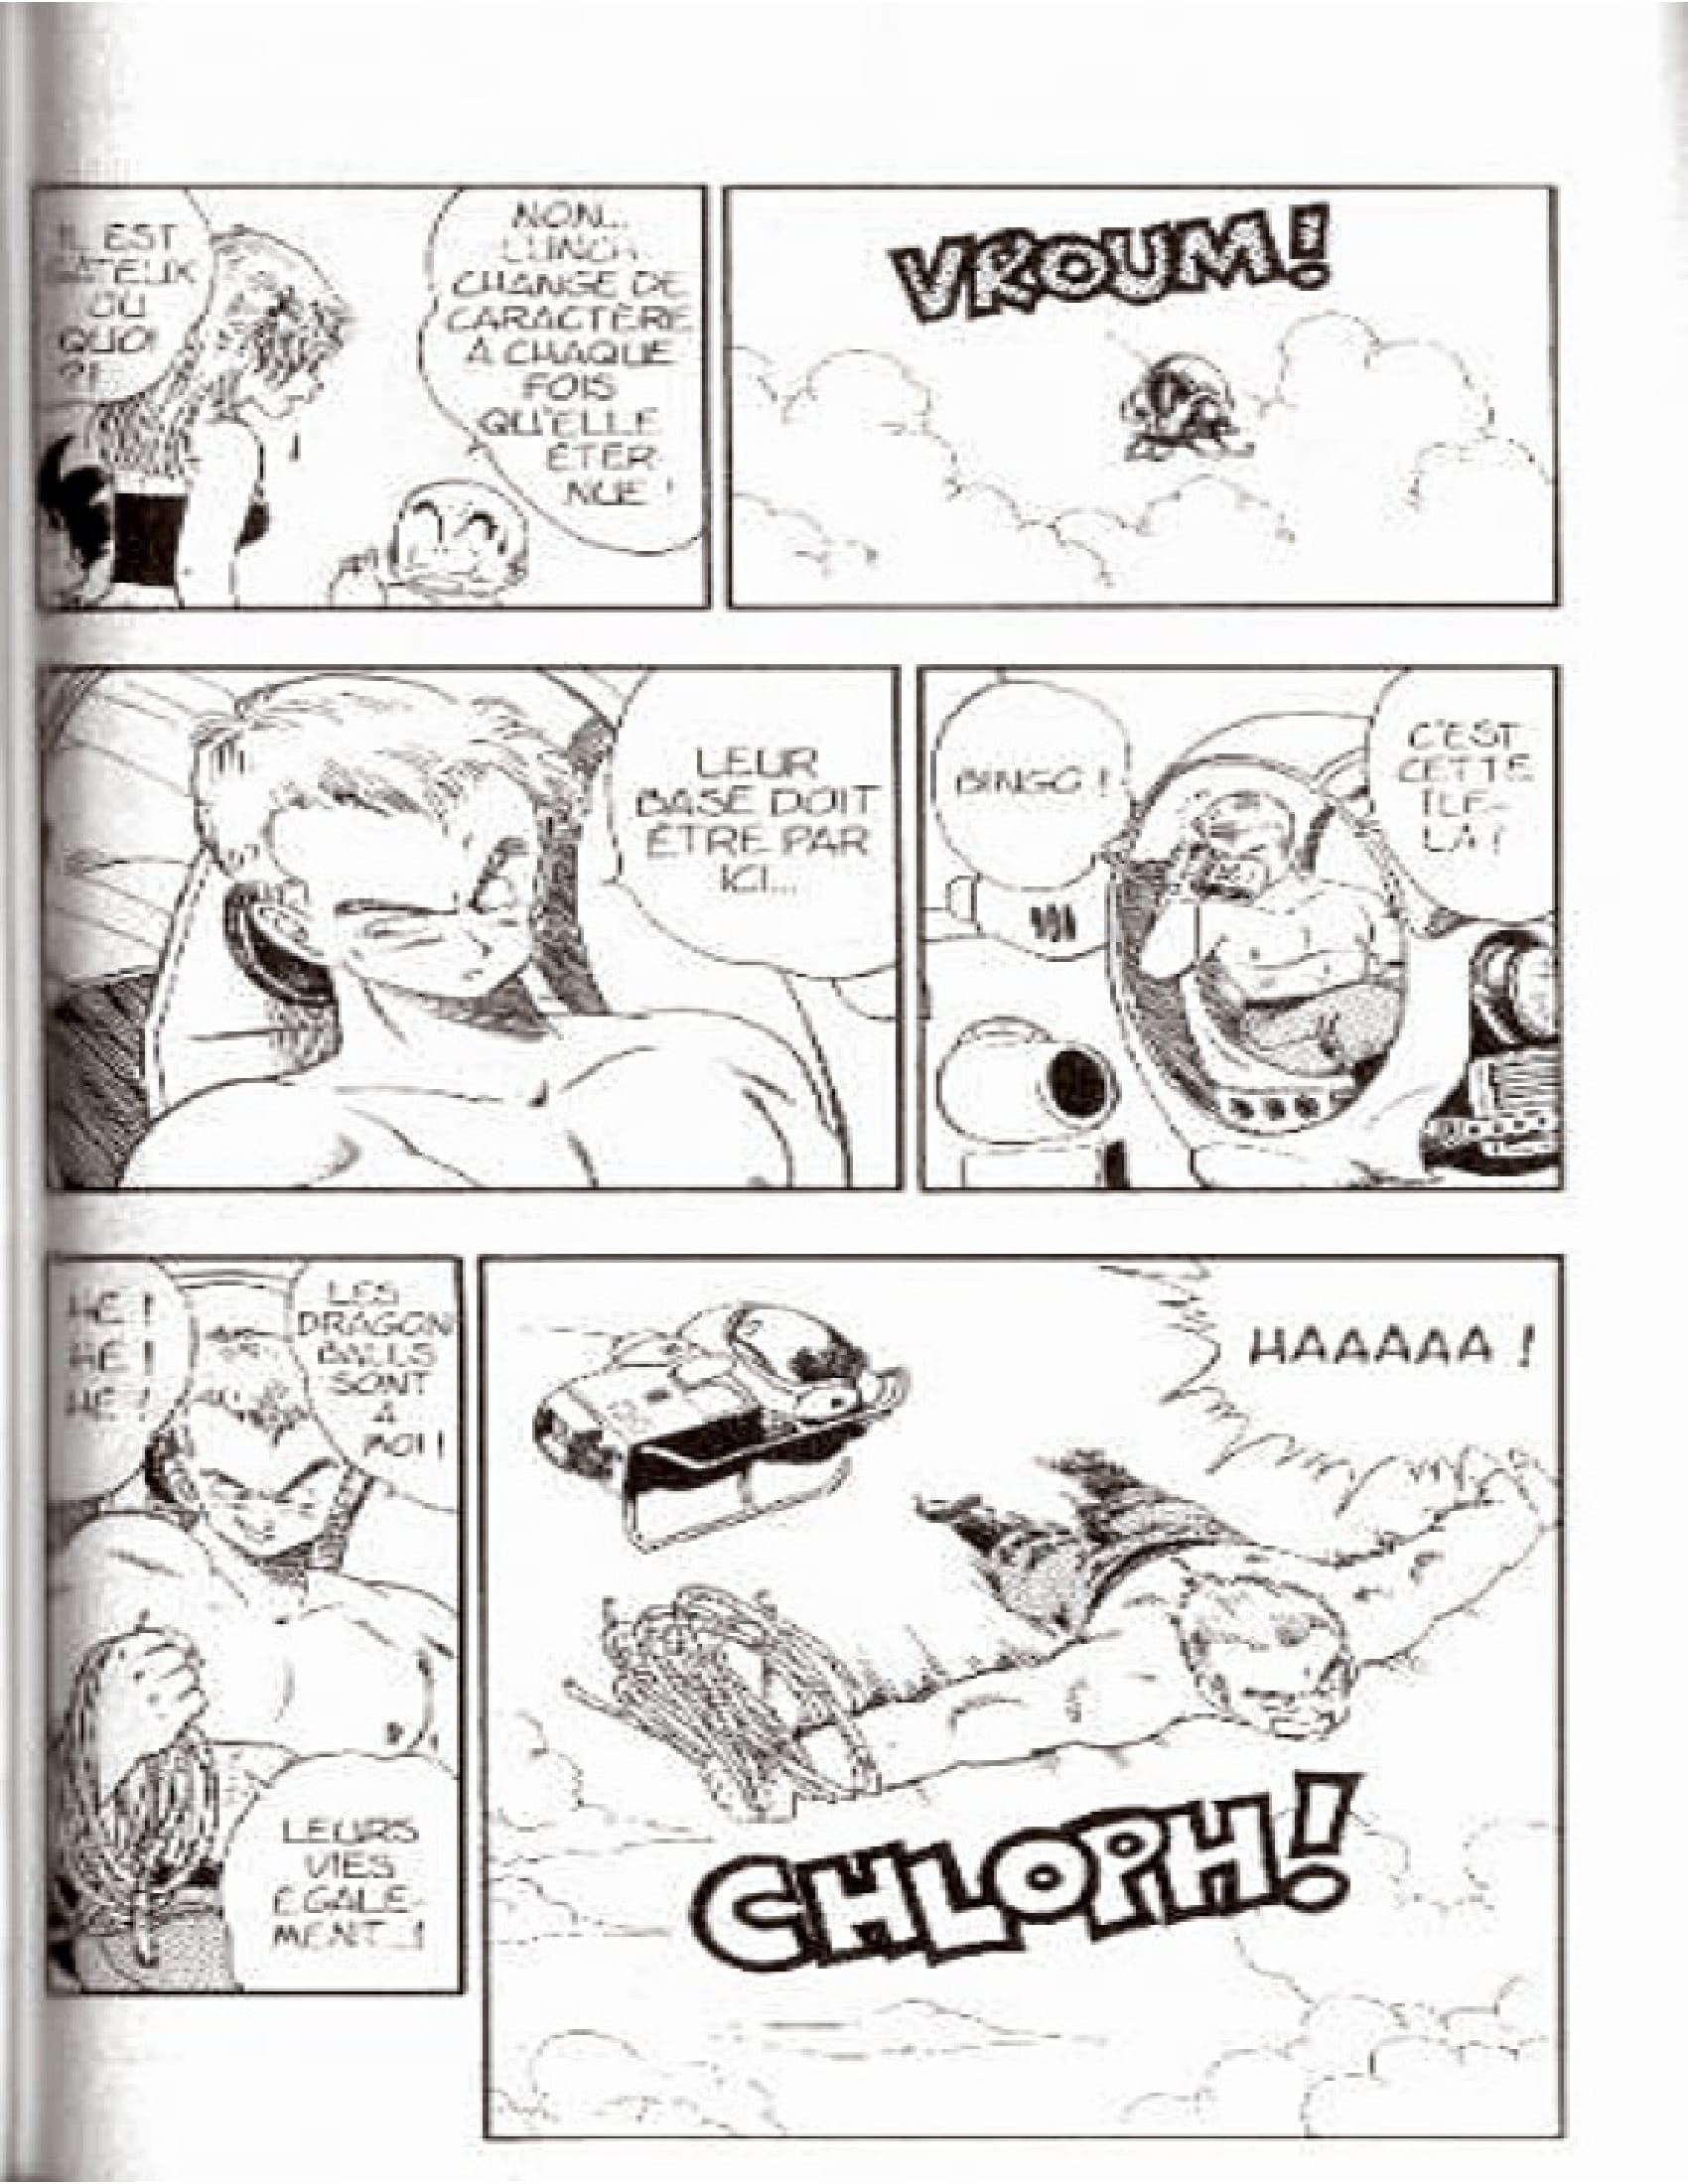 IL EST
GÂTEUX
OU
QUOI
?!
NON...
LUNCH
CHANGE DE
CARACTÈRE
À CHAQUE
FOIS
QU'ELLE
ÉTER-
NUE !
VROUM!
LEUR
BASE DOIT
ÊTRE PAR
ICI...
BINGO !
C'EST
CETTE
ÎLE-
LÀ !
HÉ !
HÉ !
HÉ !
LES
DRAGON
BALLS
SONT
À
MOI !
LEURS
VIES
ÉGALE-
MENT...!
HAAAAA !
CHLOPH!